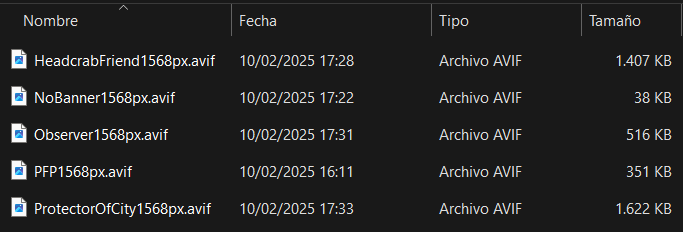 Nombre Fecha Tipo Tamaño
HeadcrabFriend1568px.avif 10/02/2025 17:28 Archivo AVIF 1.407 KB
NoBanner1568px.avif 10/02/2025 17:22 Archivo AVIF 38 KB
Observer1568px.avif 10/02/2025 17:31 Archivo AVIF 516 KB
PFP1568px.avif 10/02/2025 16:11 Archivo AVIF 351 KB
ProtectorOfCity1568px.avif 10/02/2025 17:33 Archivo AVIF 1.622 KB